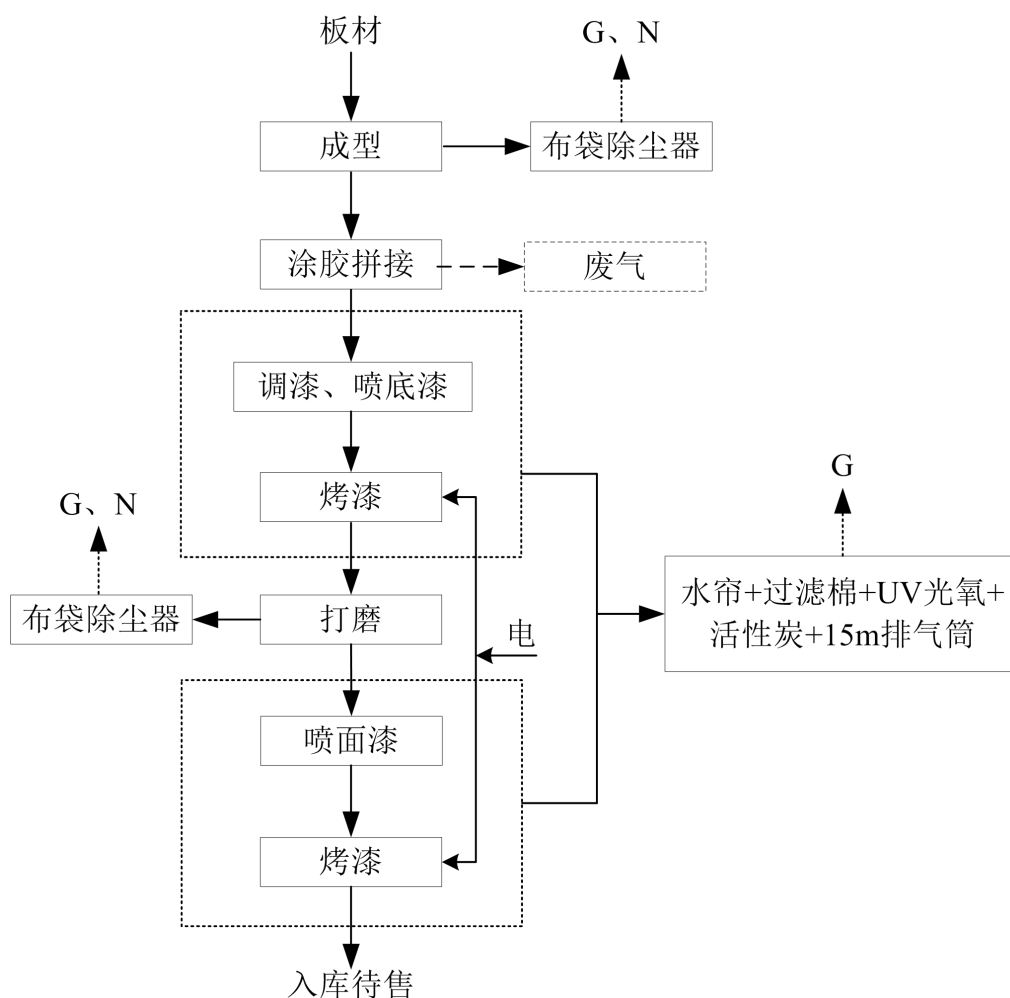 板材
G、N
成型
布袋除尘器
涂胶拼接
废气
调漆、喷底漆
烤漆
G
G、N
布袋除尘器
打磨
电
水帘+过滤棉+UV光氧+
活性炭+15m排气筒
喷面漆
烤漆
入库待售